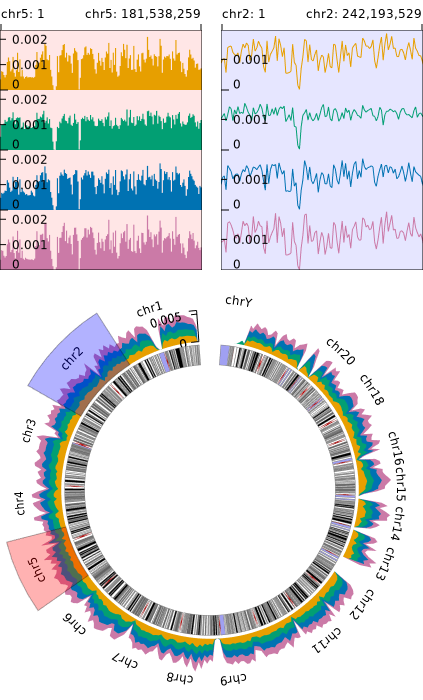 chr5: 1
chr5: 181,538,259
chr2: 1
chr2: 242,193,529
0.002
0.001
0
0.002
0.001
0
0.002
0.001
0
0.002
0.001
0
0.001
0
0.001
0
0.001
0
0.001
0
chr1
0.005
0
chrY
chr2
chr20
chr18
chr3
chr16
chr15
chr4
chr14
chr5
chr13
chr6
chr12
chr7
chr11
chr8
chr9